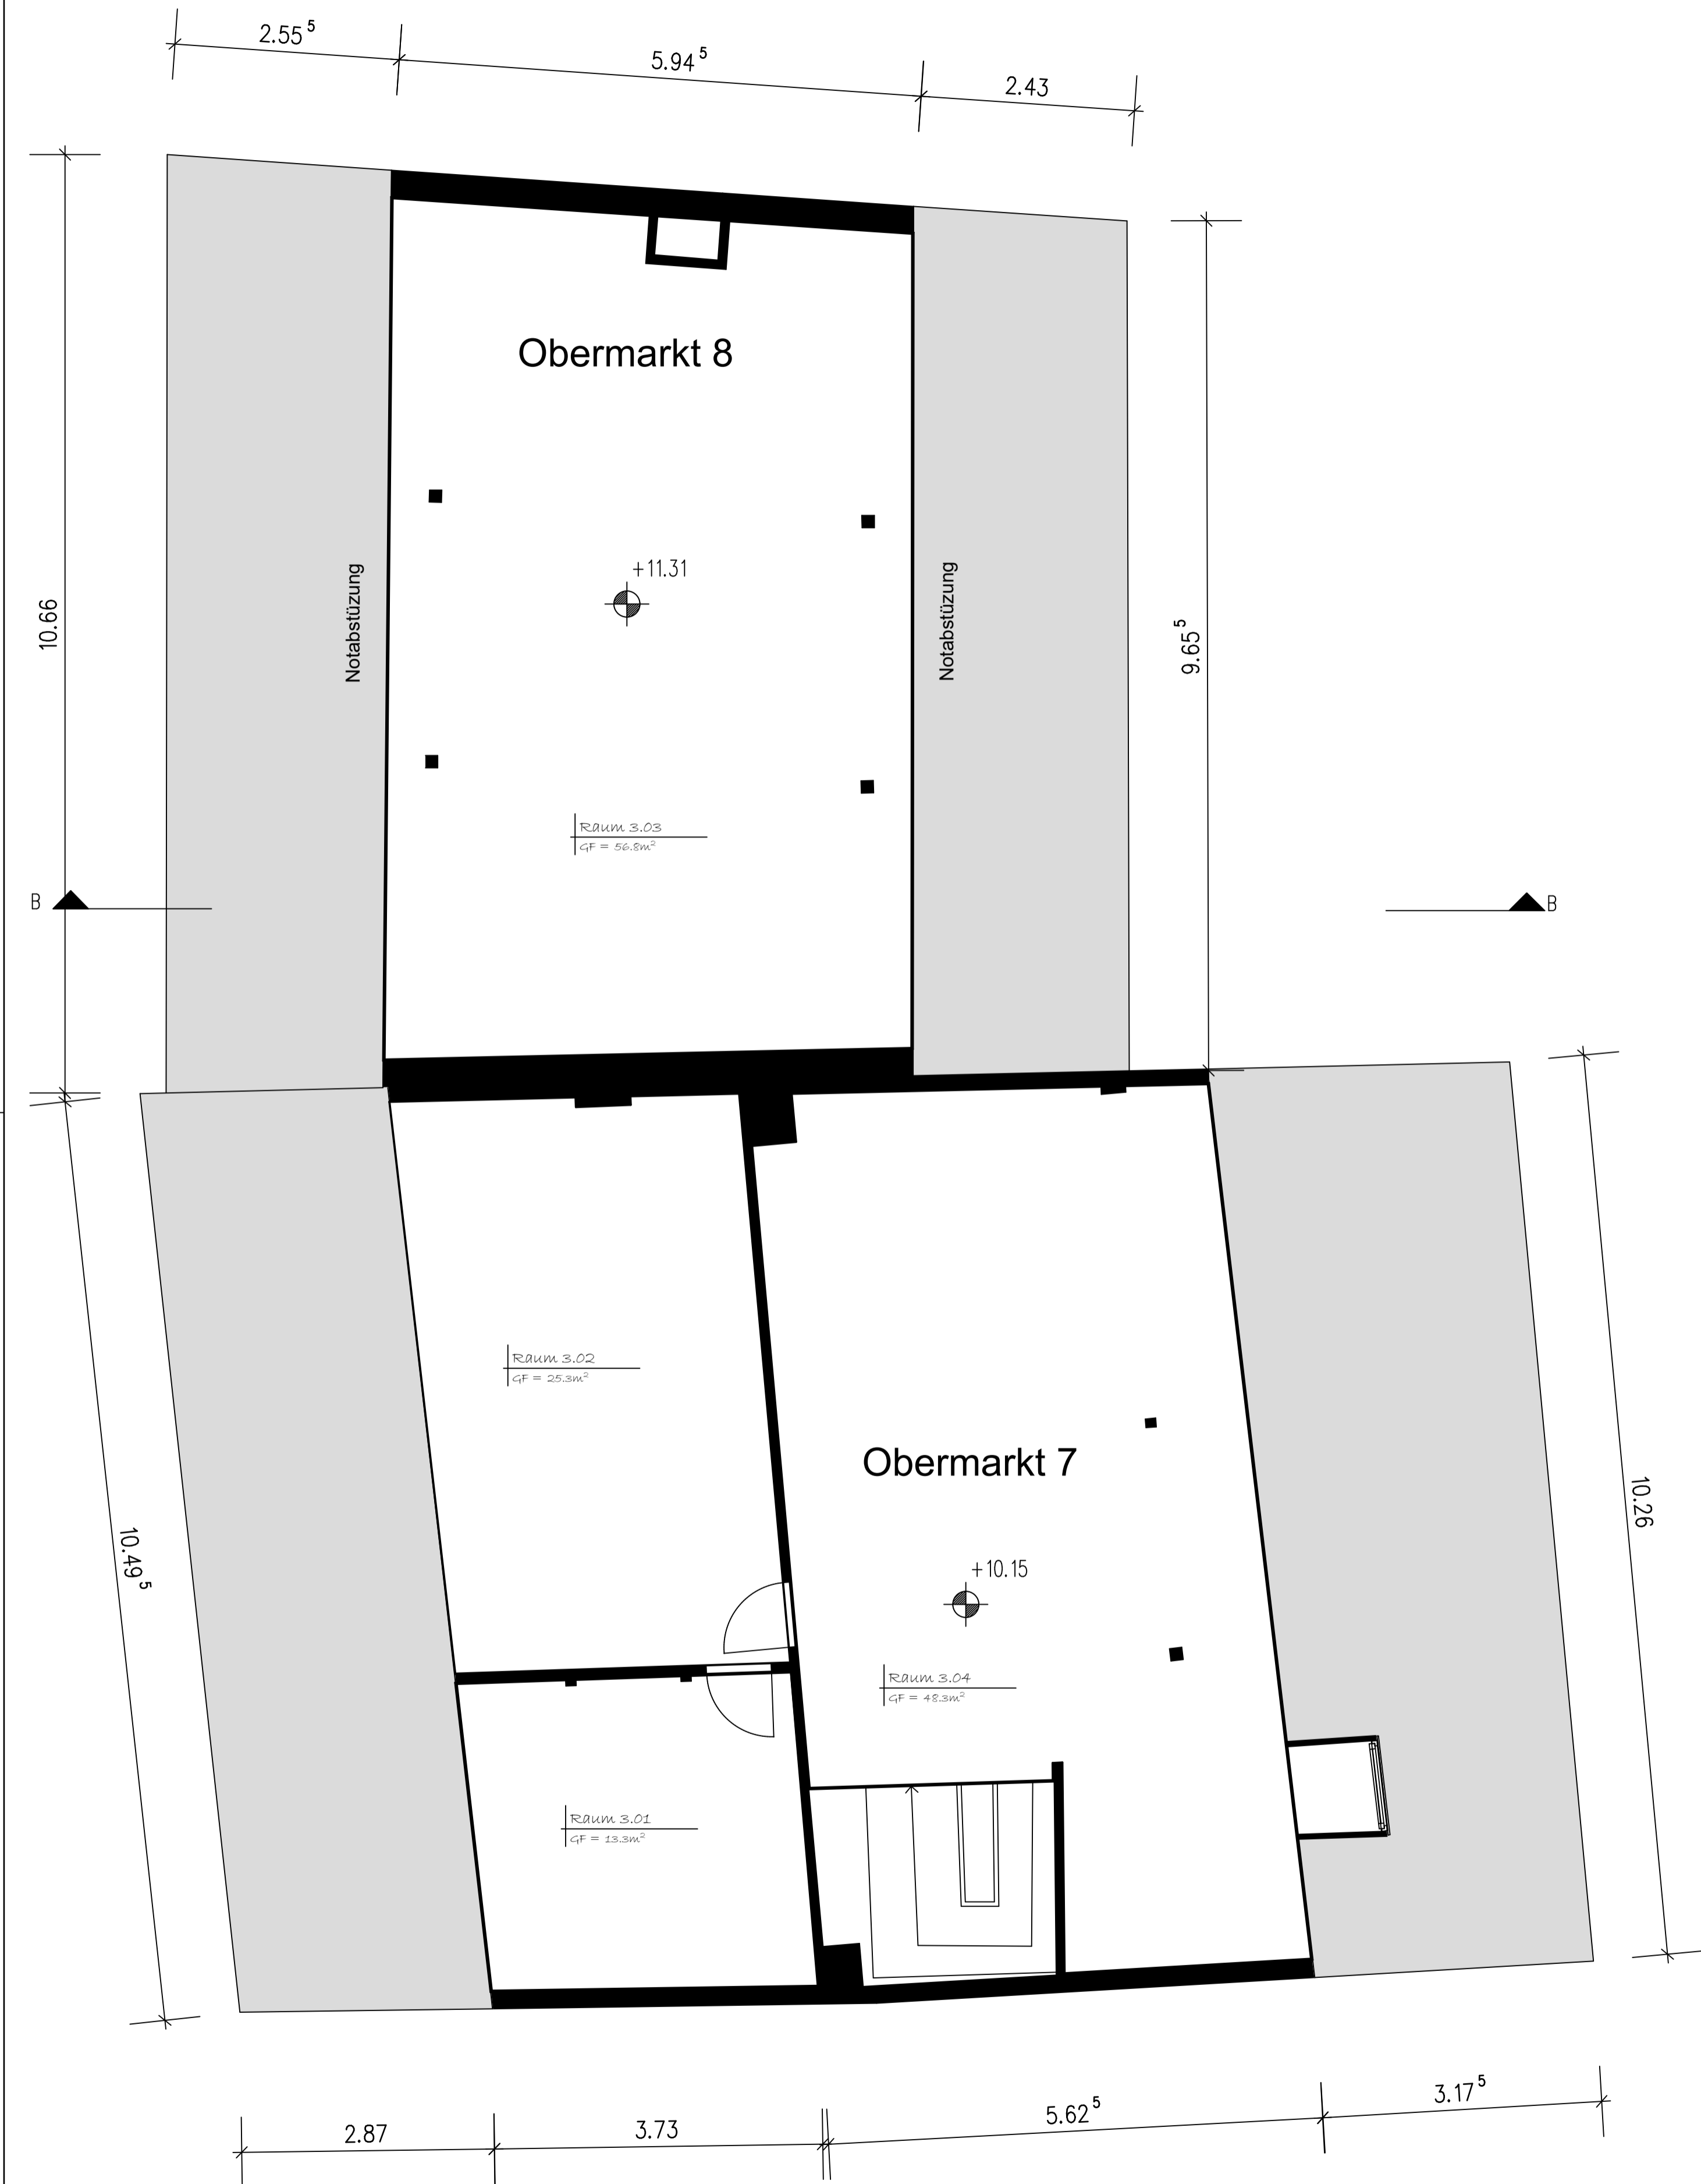 2.55⁵
5.94⁵
2.43
Obermarkt 8
+11.31
Notabstüzung
Notabstüzung
10.66
9.65⁵
Raum 3.03
GF = 56.8m²
B
B
Raum 3.02
GF = 25.3m²
Obermarkt 7
10.49⁵
10.26
+10.15
Raum 3.04
GF = 48.3m²
Raum 3.01
GF = 13.3m²
2.87
3.73
5.62⁵
3.17⁵